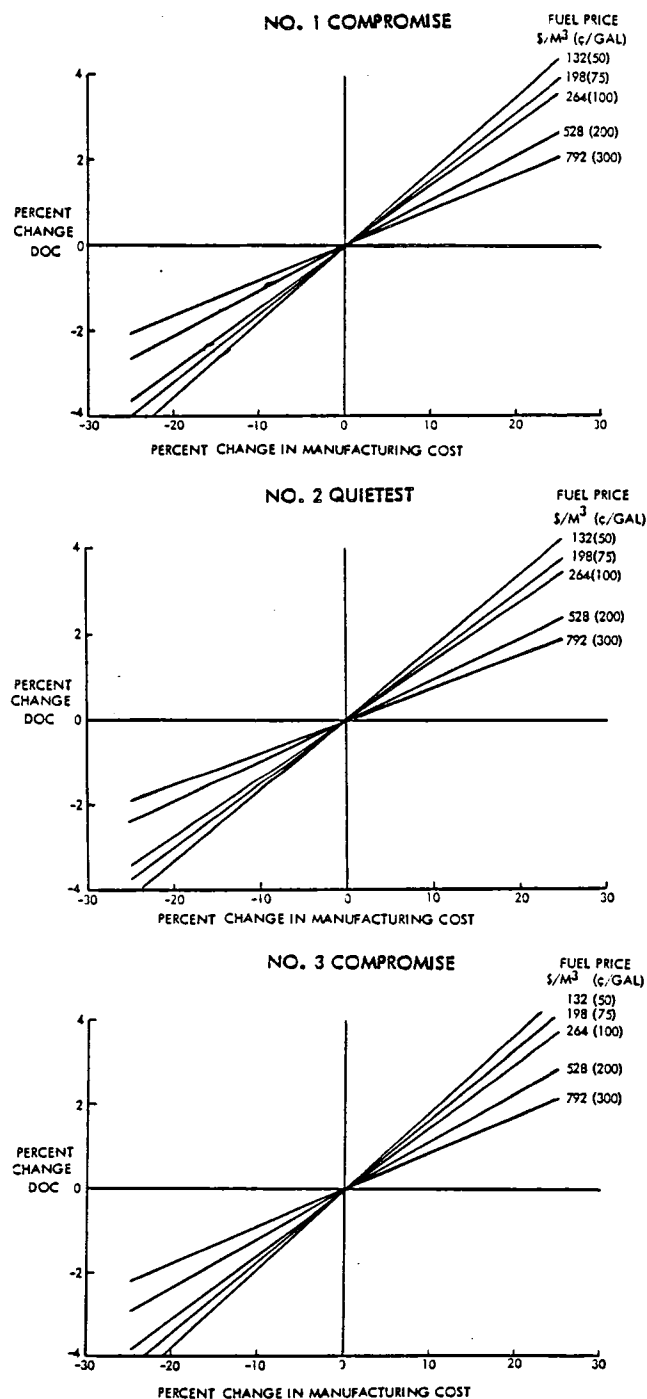 NO. 1 COMPROMISE
FUEL PRICE
$/M³ (¢/GAL)
132(50)
198(75)
264(100)
528 (200)
792 (300)
4
2
0
-2
-4
PERCENT
CHANGE
DOC
-30
-20
-10
0
10
20
30
PERCENT CHANGE IN MANUFACTURING COST
NO. 2 QUIETEST
FUEL PRICE
$/M³ (¢/GAL)
132(50)
198(75)
264(100)
528 (200)
792 (300)
4
2
0
-2
-4
PERCENT
CHANGE
DOC
-30
-20
-10
0
10
20
30
PERCENT CHANGE IN MANUFACTURING COST
NO. 3 COMPROMISE
FUEL PRICE
$/M³ (¢/GAL)
132 (50)
198 (75)
264 (100)
528 (200)
792 (300)
4
2
0
-2
-4
PERCENT
CHANGE
DOC
-30
-20
-10
0
10
20
30
PERCENT CHANGE IN MANUFACTURING COST